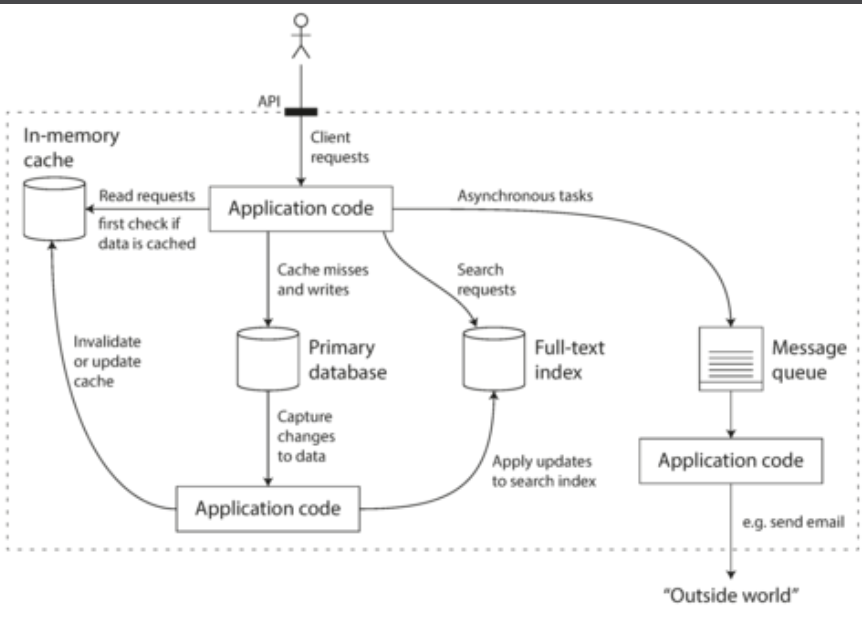 API
Client
requests
In-memory
cache
Read requests
first check if
data is cached
Application code
Asynchronous tasks
Cache misses
and writes
Search
requests
Invalidate
or update
cache
Primary
database
Full-text
index
Message
queue
Capture
changes
to data
Apply updates
to search index
Application code
Application code
e.g. send email
“Outside world”